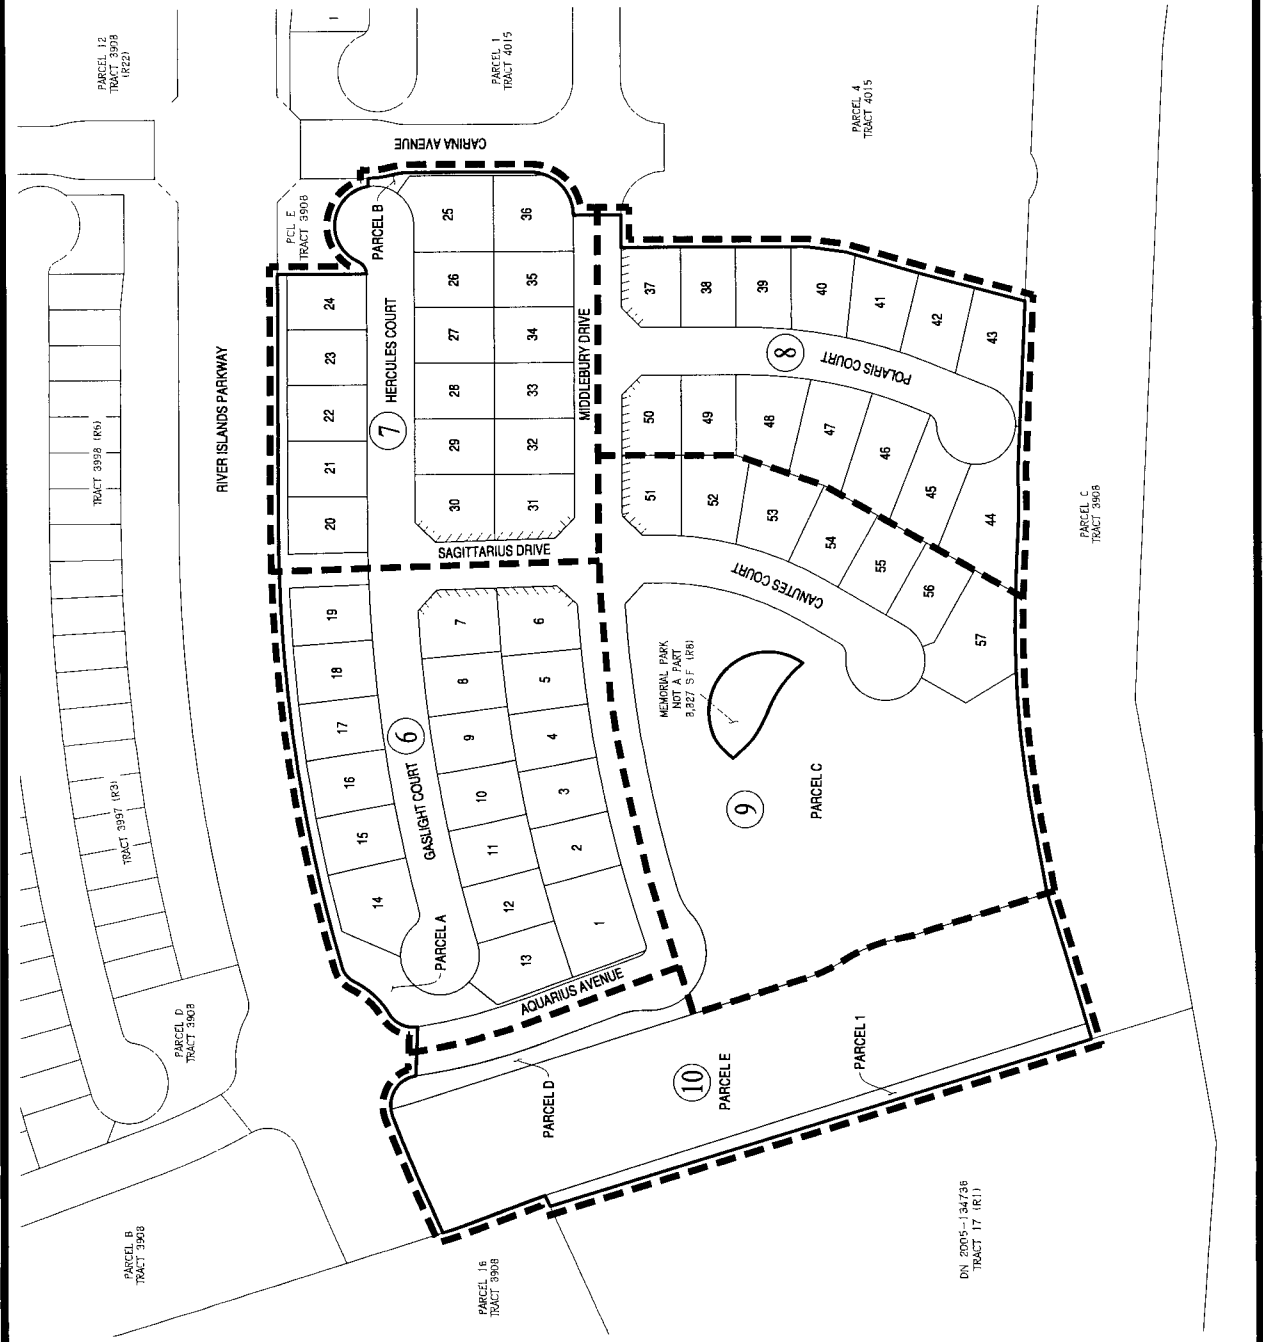 PARCEL 12
TRACT 3908
(R22)
1
PARCEL 1
TRACT 4015
PARCEL 4
TRACT 4015
CARINA AVENUE
PCL E
TRACT 3908
PARCEL B
25
36
26
35
27
34
28
33
29
32
30
31
24
23
22
21
20
HERCULES COURT
7
MIDDLEBURY DRIVE
SAGITTARIUS DRIVE
RIVER ISLANDS PARKWAY
TRACT 3998 (R6)
TRACT 3997 (R3)
37
38
39
40
41
42
43
8
POLARIS COURT
50
49
48
47
46
45
44
51
52
53
54
55
56
57
CANUTES COURT
PARCEL C
TRACT 3908
19
18
17
16
15
14
6
GASLIGHT COURT
7
6
8
5
9
4
10
3
11
2
12
1
13
PARCEL A
AQUARIUS AVENUE
MEMORIAL PARK
NOT A PART
8,827 S.F. (R8)
9
PARCEL C
PARCEL D
TRACT 3908
PARCEL D
10
PARCEL E
PARCEL 1
PARCEL B
TRACT 3908
PARCEL 16
TRACT 3908
DN 2005-134736
TRACT 17 (R1)